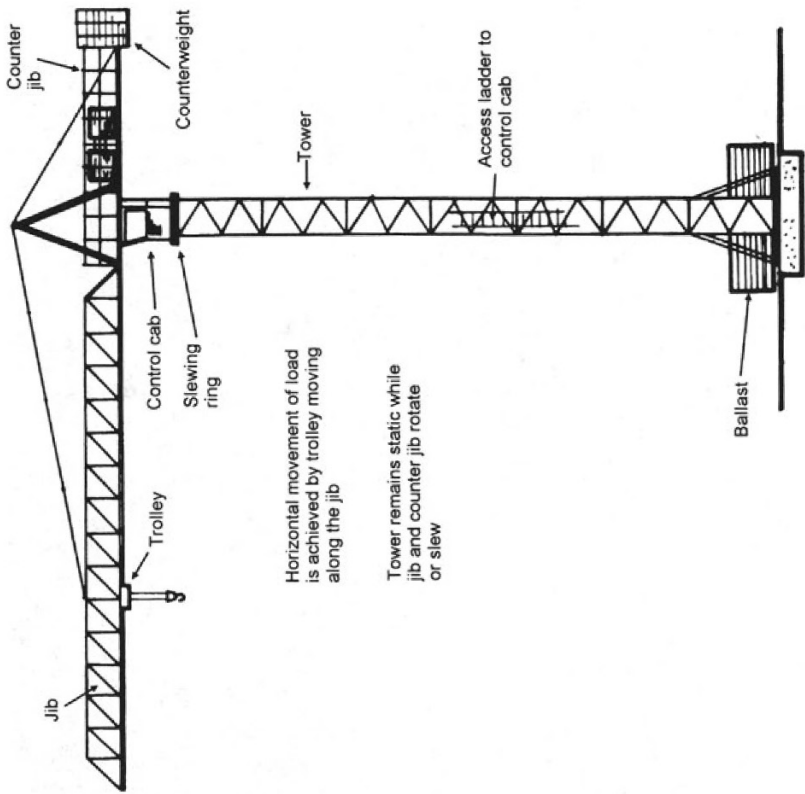 Counter
jib
Counterweight
Tower
Access ladder to
control cab
Control cab
Slewing
ring
Trolley
Jib
Horizontal movement of load
is achieved by trolley moving
along the jib
Tower remains static while
jib and counter jib rotate
or slew
Ballast